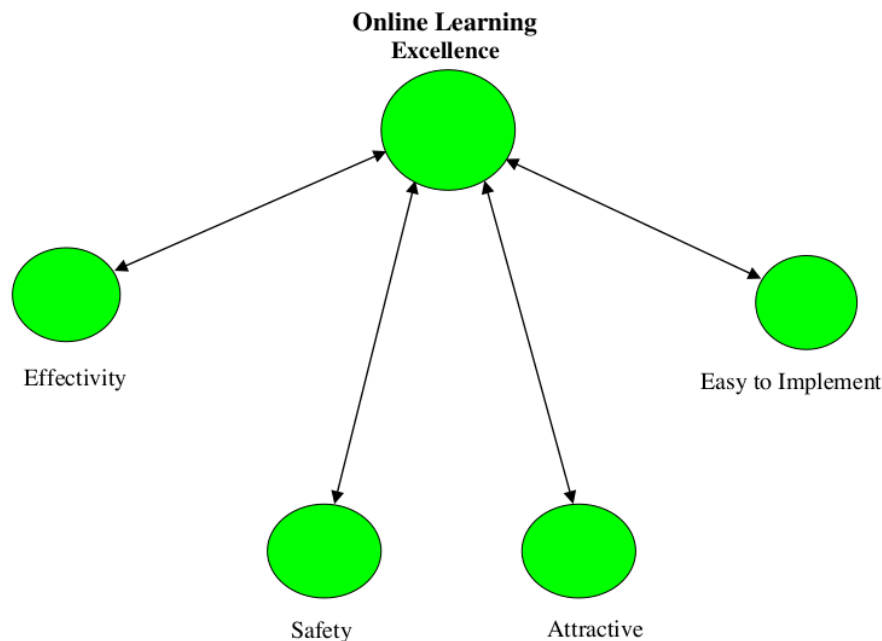 Online Learning
Excellence
Effectivity
Easy to Implement
Safety
Attractive